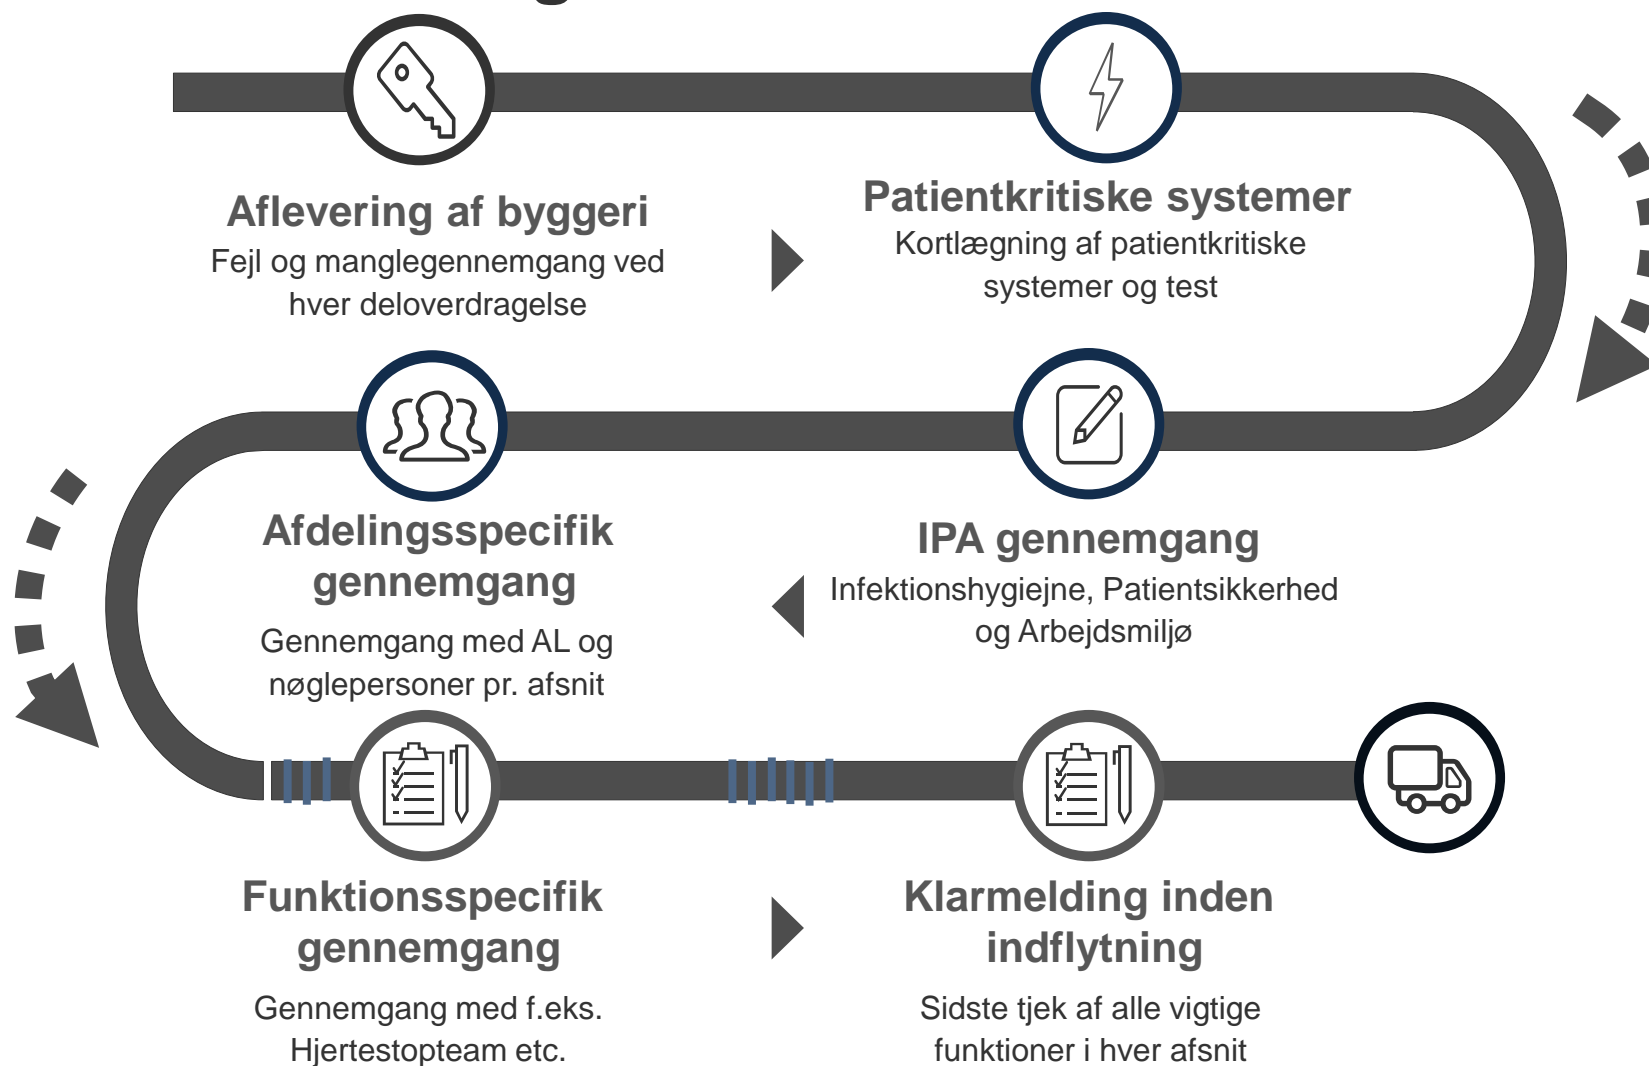 Aflevering af byggeri
Fejl og manglegennemgang ved
hver deloverdragelse
Patientkritiske systemer
Kortlægning af patientkritiske
systemer og test
IPA gennemgang
Infektionshygiejne, Patientsikkerhed
og Arbejdsmiljø
Afdelingsspecifik
gennemgang
Gennemgang med AL og
nøglepersoner pr. afsnit
Funktionsspecifik
gennemgang
Gennemgang med f.eks.
Hjertestopteam etc.
Klarmelding inden
indflytning
Sidste tjek af alle vigtige
funktioner i hver afsnit